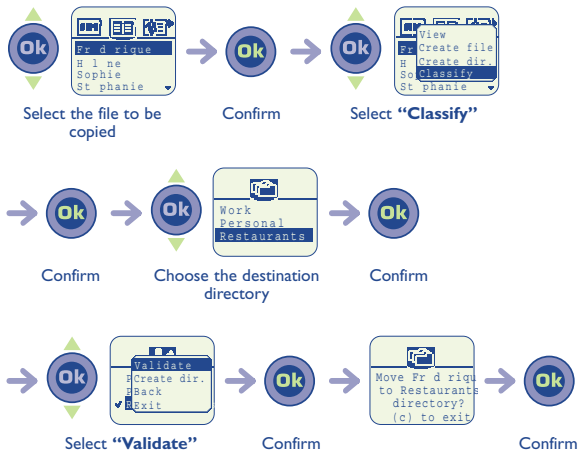 Ok
Fr d rique
H l ne
Sophie
St phanie
Ok
Ok
Fr
H
So
St phanie
View
Create file
Create dir.
Classify
Select the file to be
copied
Confirm
Select “Classify”
Ok
Ok
Work
Personal
Restaurants
Ok
Confirm
Choose the destination
directory
Confirm
Ok
Validate
PCreate dir.
PBack
RExit
Ok
Move Fr d riqu
to Restaurants
directory?
(c) to exit
Ok
Select “Validate”
Confirm
Confirm